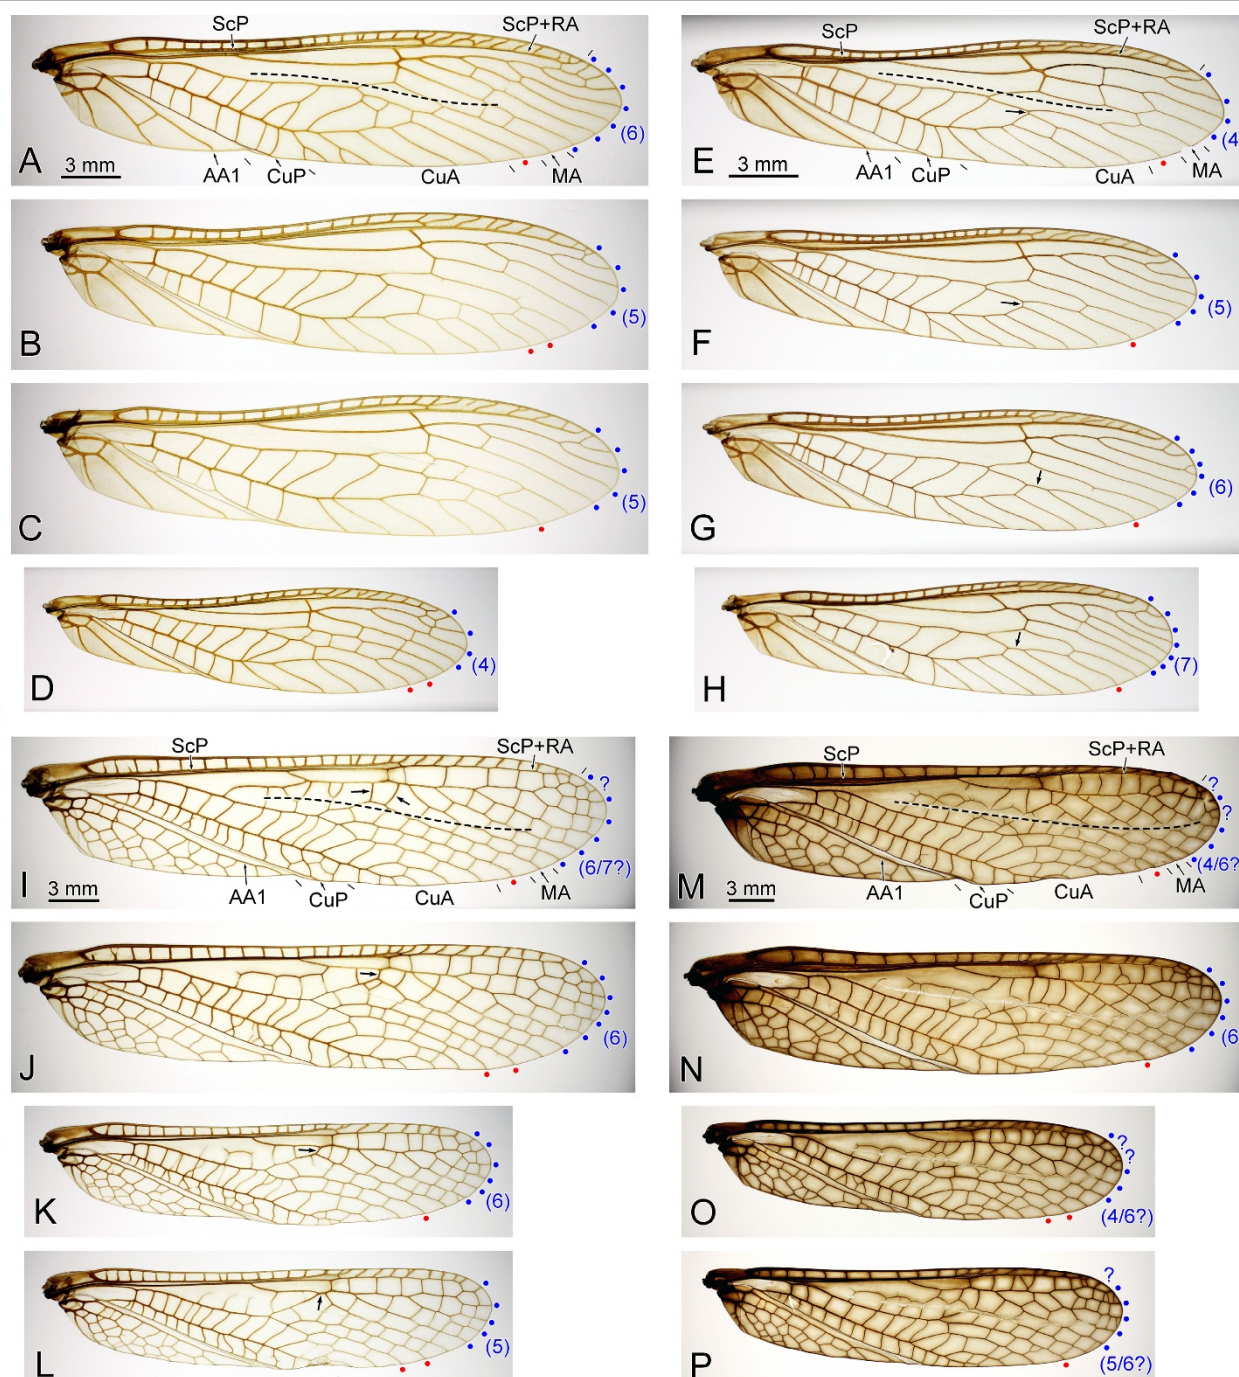 ScP
ScP+RA
(6)
A
3 mm
AA1
CuP
CuA
MA
ScP
ScP+RA
(4
E
3 mm
AA1
CuP
CuA
MA
B
(5)
F
(5)
C
(5)
G
(6)
D
(4)
H
(7)
ScP
ScP+RA
?
(6/7?)
I
3 mm
AA1
CuP
CuA
MA
ScP
ScP+RA
?
?
(4/6?)
M
3 mm
AA1
CuP
CuA
MA
J
(6)
N
(6
K
(6)
O
?
?
(4/6?)
L
(5)
P
?
(5/6?)